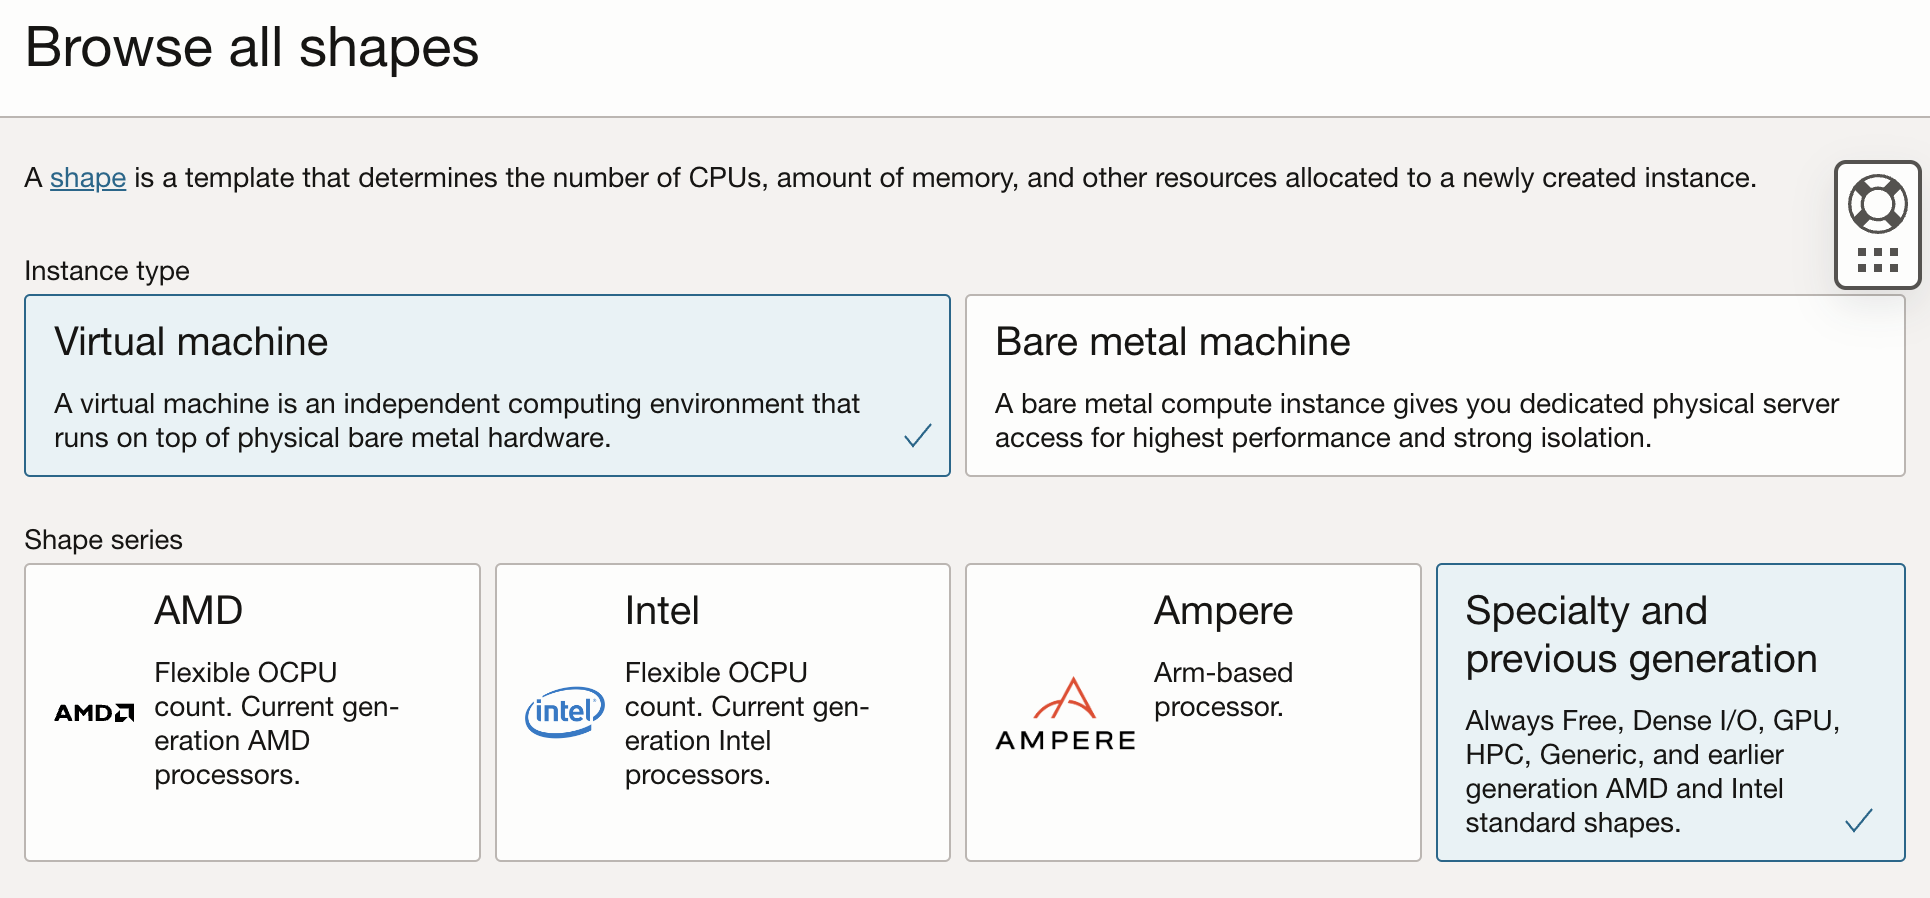 Browse all shapes
A shape is a template that determines the number of CPUs, amount of memory, and other resources allocated to a newly created instance.
Instance type
Virtual machine
A virtual machine is an independent computing environment that
runs on top of physical bare metal hardware.
Bare metal machine
A bare metal compute instance gives you dedicated physical server
access for highest performance and strong isolation.
Shape series
AMD
AMD
Flexible OCPU
count. Current gen-
eration AMD
processors.
Intel
intel
Flexible OCPU
count. Current gen-
eration Intel
processors.
Ampere
AMPERE
Arm-based
processor.
Specialty and
previous generation
Always Free, Dense I/O, GPU,
HPC, Generic, and earlier
generation AMD and Intel
standard shapes.